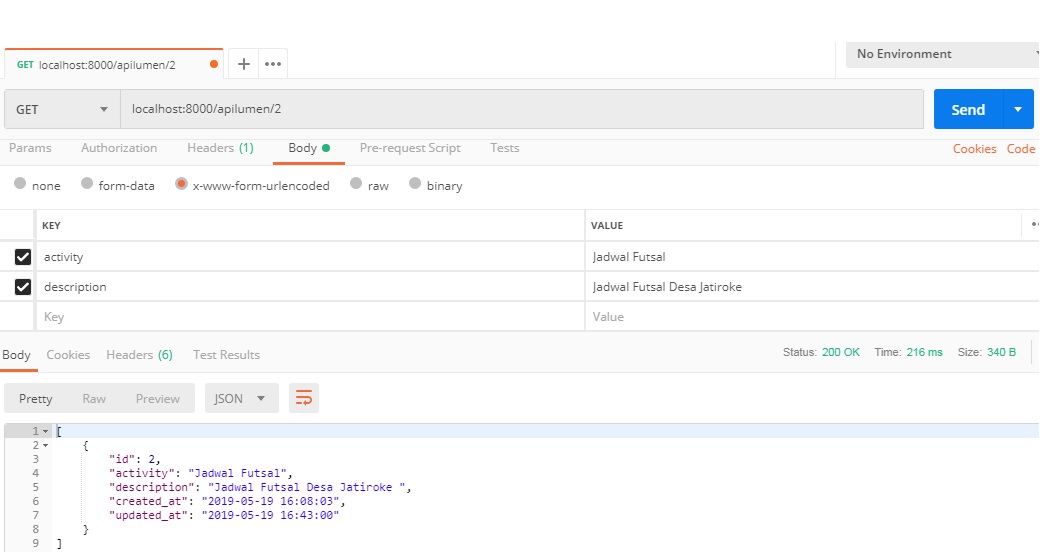 GET localhost:8000/apilumen/2
No Environment
GET localhost:8000/apilumen/2 Send
Params Authorization Headers (1) Body Pre-request Script Tests Cookies Code
none form-data x-www-form-urlencoded raw binary
KEY VALUE
activity Jadwal Futsal
description Jadwal Futsal Desa Jatiroke
Key Value
Body Cookies Headers (6) Test Results Status: 200 OK Time: 216 ms Size: 340 B
Pretty Raw Preview JSON
1 [
2 {
3 "id": 2,
4 "activity": "Jadwal Futsal",
5 "description": "Jadwal Futsal Desa Jatiroke ",
6 "created_at": "2019-05-19 16:08:03",
7 "updated_at": "2019-05-19 16:43:00"
8 }
9 ]